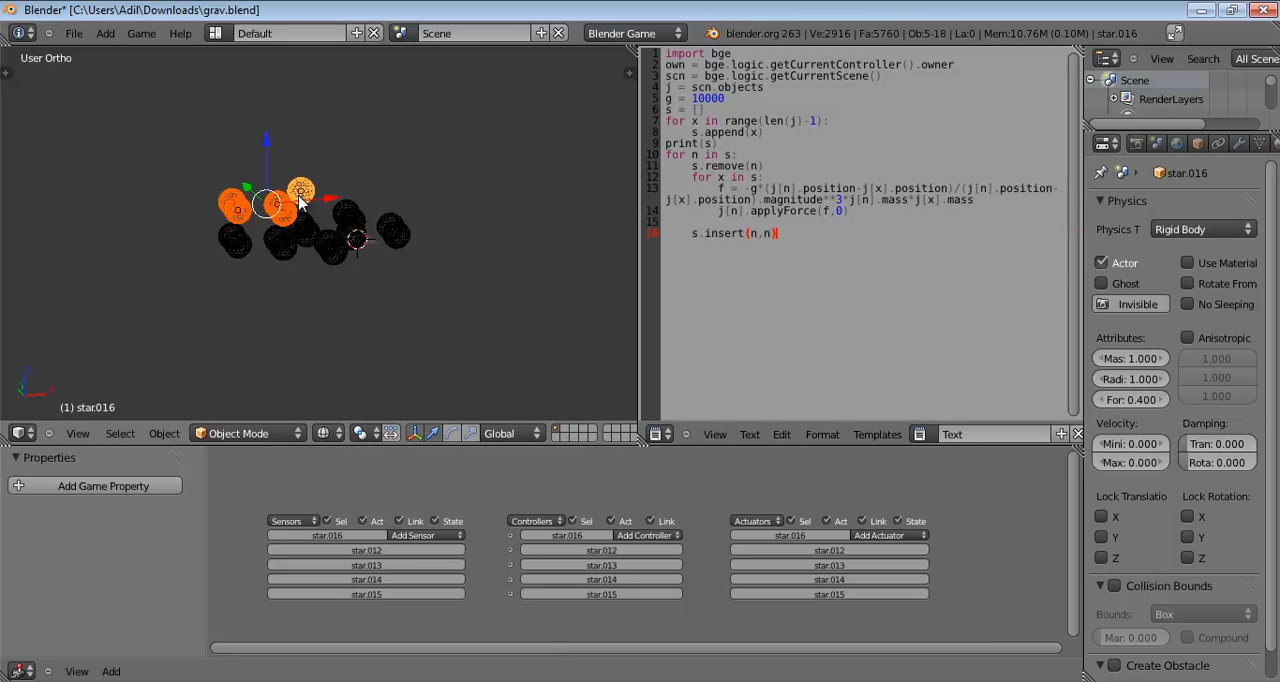 Blender* [C:\Users\Adil\Downloads\grav.blend]
File Add Game Help Default Scene Blender Game blender.org 263 | Ve:2916 | Fa:5760 | Ob:5-18 | La:0 | Mem:10.76M (0.10M) | star.016
User Ortho
1 import bge
2 own = bge.logic.getCurrentController().owner
3 scn = bge.logic.getCurrentScene()
4 j = scn.objects
5 g = 10000
6 s = []
7 for x in range(len(j)-1):
8 s.append(x)
9 print(s)
10 for n in s:
11 s.remove(n)
12 for x in s:
13 f = -g*(j[n].position-j[x].position)/(j[n].position-
j[x].position).magnitude**3*j[n].mass*j[x].mass
14 j[n].applyForce(f,0)
15
16 s.insert(n,n)
(1) star.016
View Select Object Object Mode Global
View Text Edit Format Templates Text
View Search All Scene
Scene
RenderLayers
star.016
Physics
Physics T Rigid Body
Actor Use Material
Ghost Rotate From
Invisible No Sleeping
Attributes: Anisotropic
Mas: 1.000 1.000
Radi: 1.000 1.000
For: 0.400 1.000
Velocity: Damping:
Mini: 0.000 Tran: 0.000
Max: 0.000 Rota: 0.000
Lock Translatio Lock Rotation:
X X
Y Y
Z Z
Collision Bounds
Bounds: Box
Mar: 0.000 Compound
Create Obstacle
Properties
Add Game Property
Sensors Sel Act Link State
star.016 Add Sensor
star.012
star.013
star.014
star.015
Controllers Sel Act Link
star.016 Add Controller
star.012
star.013
star.014
star.015
Actuators Sel Act Link State
star.016 Add Actuator
star.012
star.013
star.014
star.015
View Add